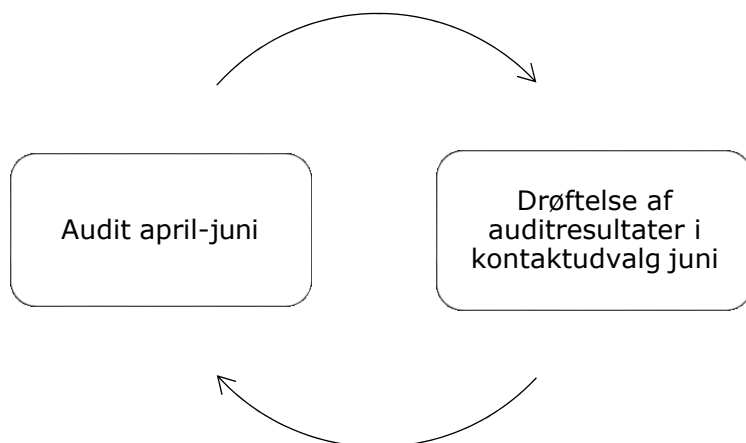 Audit april-juni
Drøftelse af
auditresultater i
kontaktudvalg juni